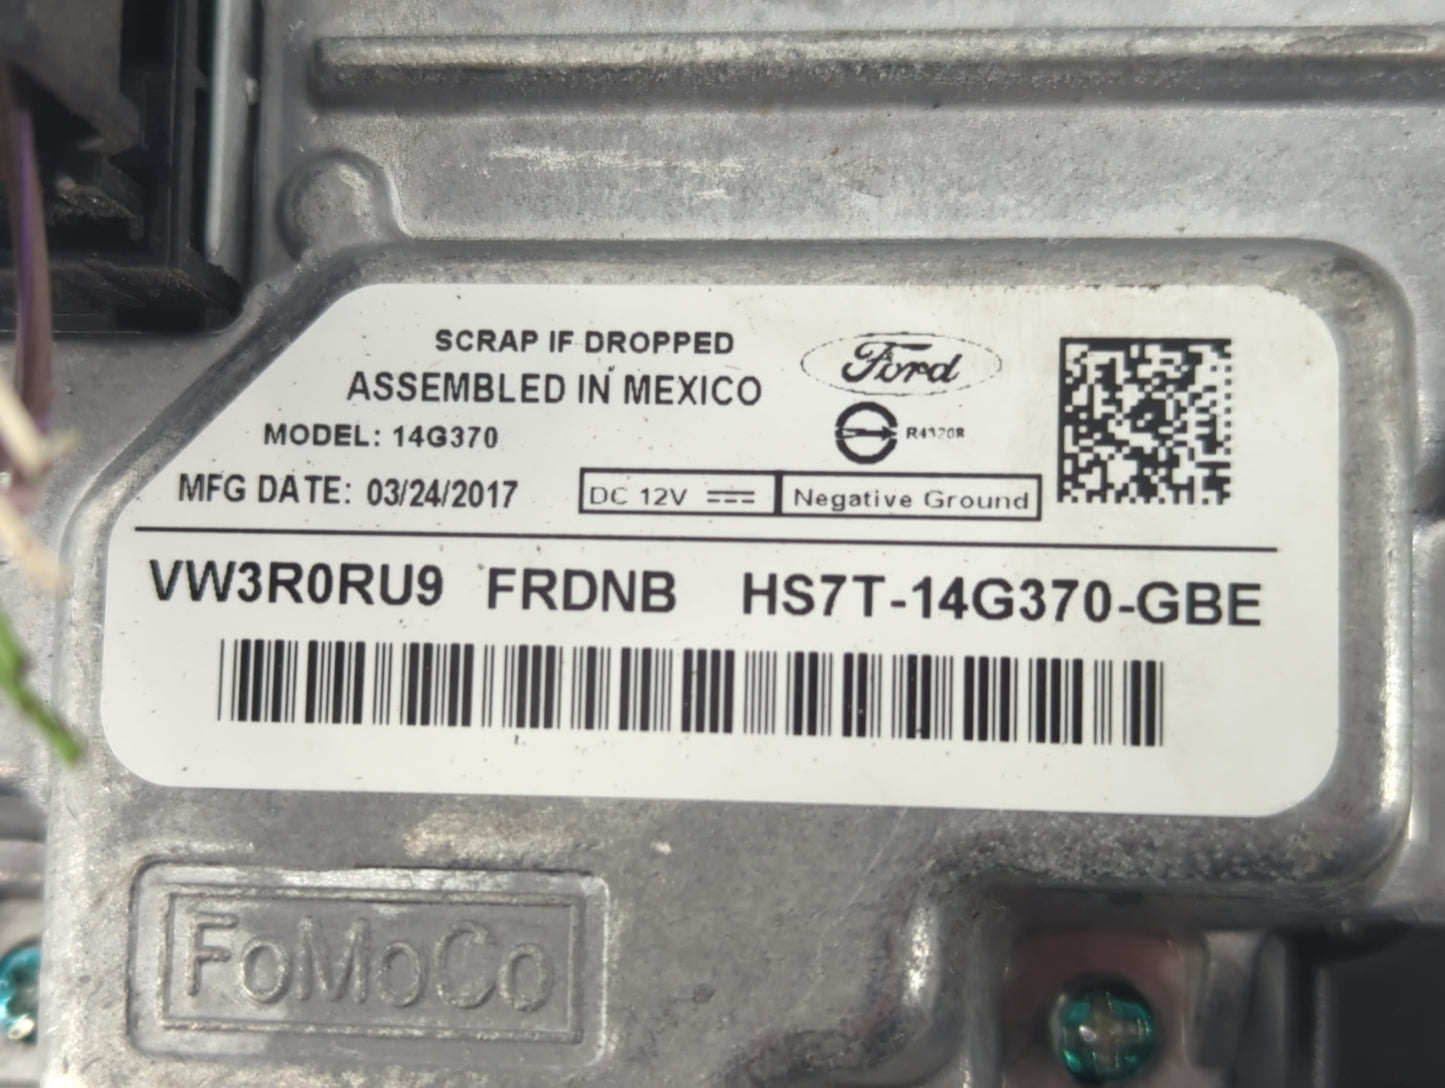 SCRAP IF DROPPED
ASSEMBLED IN MEXICO
MODEL: 14G370
MFG DATE: 03/24/2017
Ford
DC 12V
Negative Ground
VW3R0RU9 FRDNB HS7T-14G370-GBE
FoMoCo